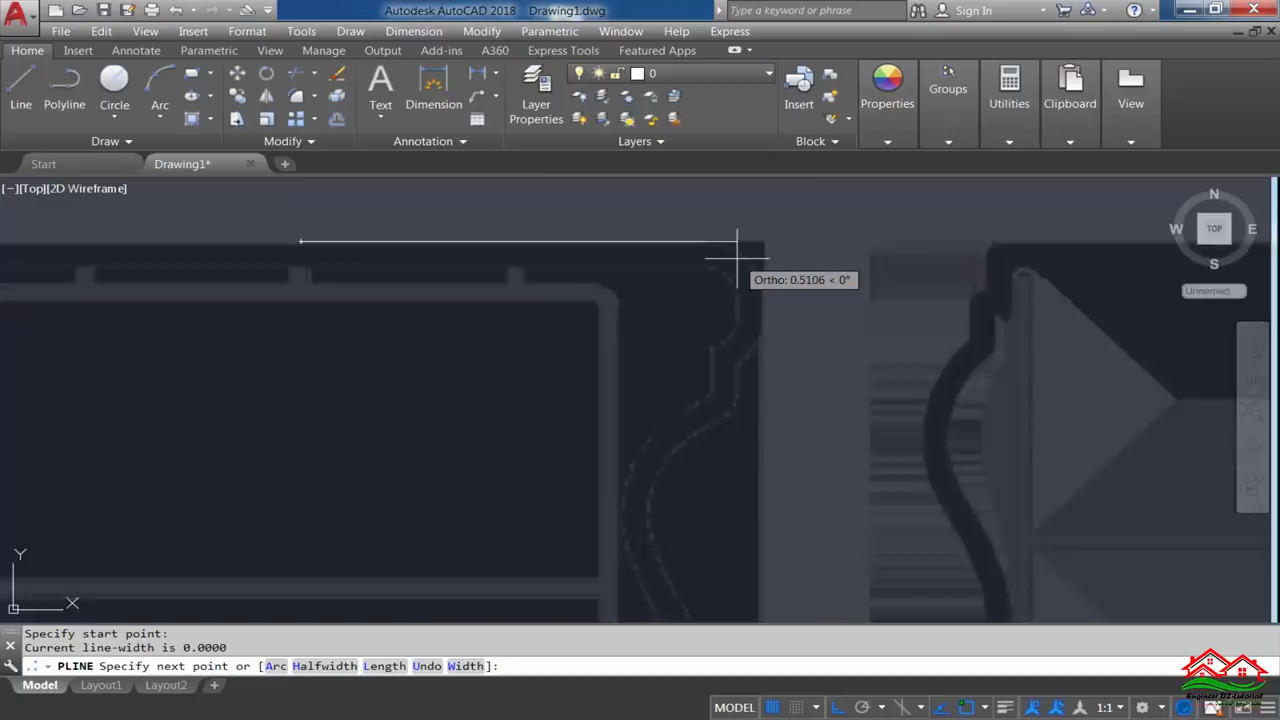 Autodesk AutoCAD 2018 Drawing1.dwg
Type a keyword or phrase
Sign In
File Edit View Insert Format Tools Draw Dimension Modify Parametric Window Help Express
Home Insert Annotate Parametric View Manage Output Add-ins A360 Express Tools Featured Apps
0
Line Polyline Circle Arc
Text Dimension
Layer
Properties
Insert
Properties
Groups
Utilities
Clipboard
View
Draw
Modify
Annotation
Layers
Block
Start
Drawing1*
[−][Top][2D Wireframe]
N
W TOP E
S
Unnamed
Ortho: 0.5106 < 0°
Y
X
Specify start point:
Current line-width is 0.0000
PLINE Specify next point or [Arc Halfwidth Length Undo Width]:
Model Layout1 Layout2
MODEL
1:1
Engineer DZ-tutorial